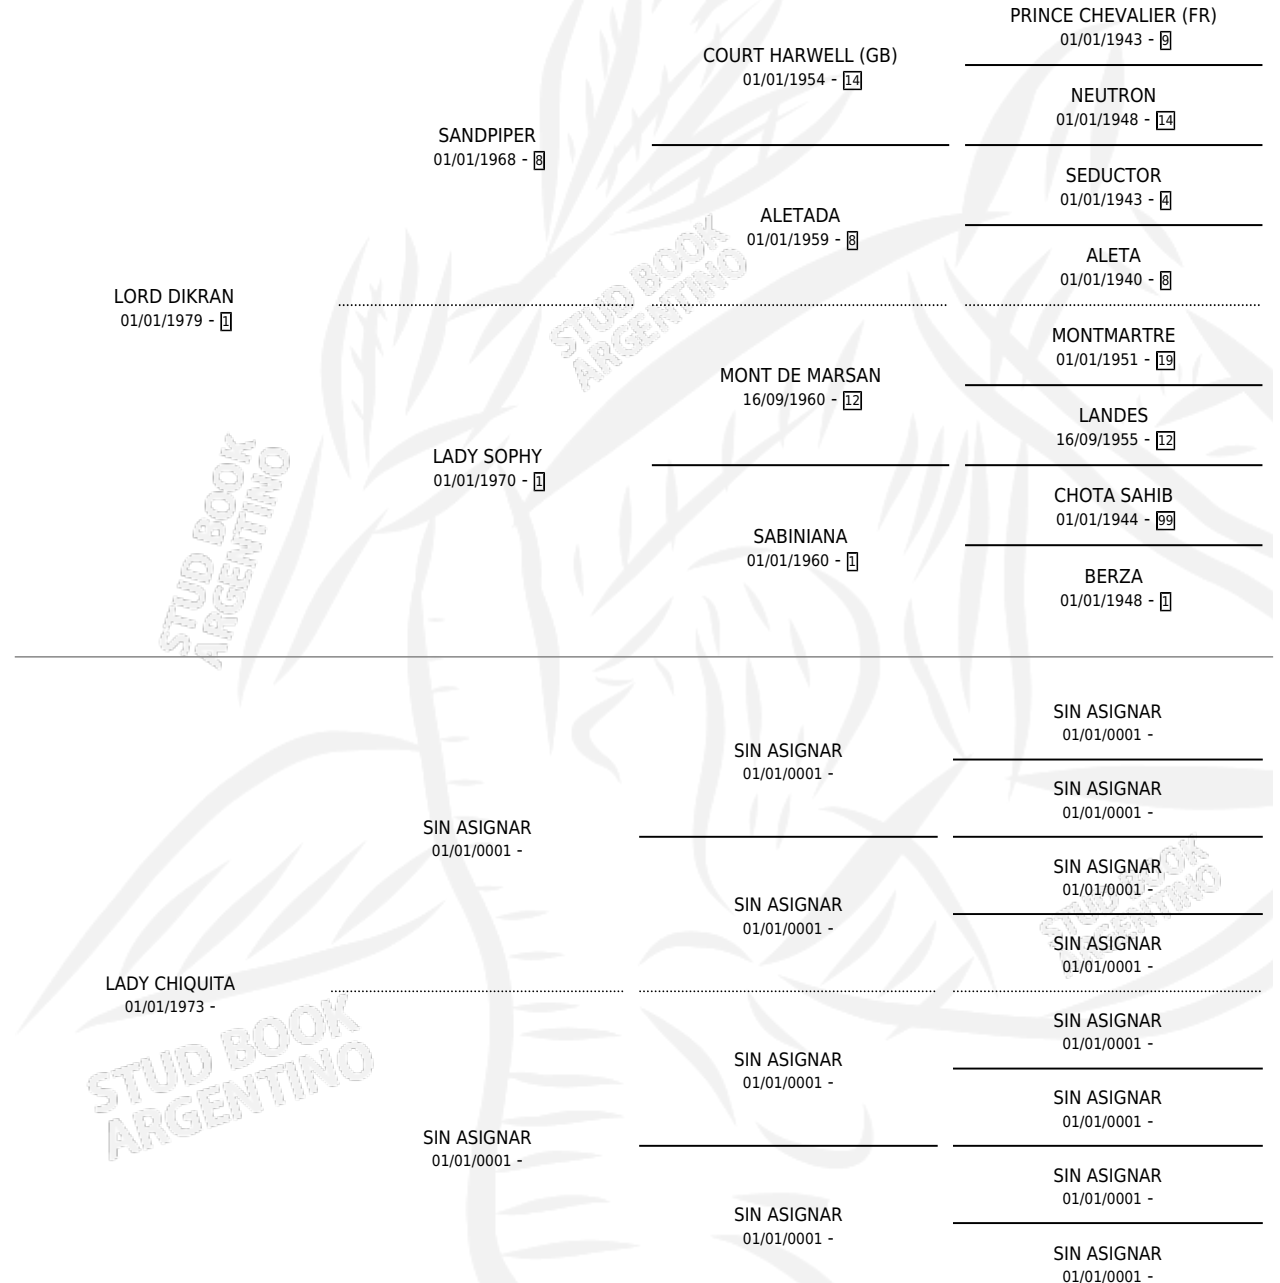 PRINCE CHEVALIER (FR)
01/01/1943 - 9
COURT HARWELL (GB)
01/01/1954 - 14
NEUTRON
01/01/1948 - 14
SANDPIPER
01/01/1968 - 8
SEDUCTOR
01/01/1943 - 4
ALETADA
01/01/1959 - 8
ALETA
01/01/1940 - 8
LORD DIKRAN
01/01/1979 - 1
MONTMARTRE
01/01/1951 - 19
MONT DE MARSAN
16/09/1960 - 12
LANDES
16/09/1955 - 12
LADY SOPHY
01/01/1970 - 1
CHOTA SAHIB
01/01/1944 - 99
SABINIANA
01/01/1960 - 1
BERZA
01/01/1948 - 1
SIN ASIGNAR
01/01/0001 -
SIN ASIGNAR
01/01/0001 -
SIN ASIGNAR
01/01/0001 -
SIN ASIGNAR
01/01/0001 -
SIN ASIGNAR
01/01/0001 -
SIN ASIGNAR
01/01/0001 -
SIN ASIGNAR
01/01/0001 -
LADY CHIQUITA
01/01/1973 -
SIN ASIGNAR
01/01/0001 -
SIN ASIGNAR
01/01/0001 -
SIN ASIGNAR
01/01/0001 -
SIN ASIGNAR
01/01/0001 -
SIN ASIGNAR
01/01/0001 -
SIN ASIGNAR
01/01/0001 -
SIN ASIGNAR
01/01/0001 -
STUD BOOK
ARGENTINO
STUD BOOK
ARGENTINO
STUD BOOK
ARGENTINO
STUD BOOK
ARGENTINO